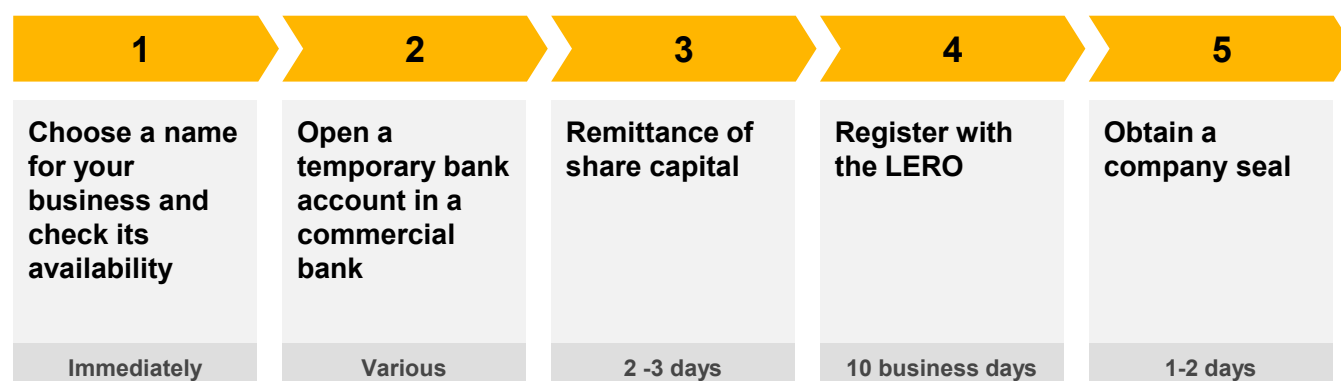 1
2
3
4
5
Choose a name
for your
business and
check its
availability
Open a
temporary bank
account in a
commercial
bank
Remittance of
share capital
Register with
the LERO
Obtain a
company seal
Immediately
Various
2 -3 days
10 business days
1-2 days